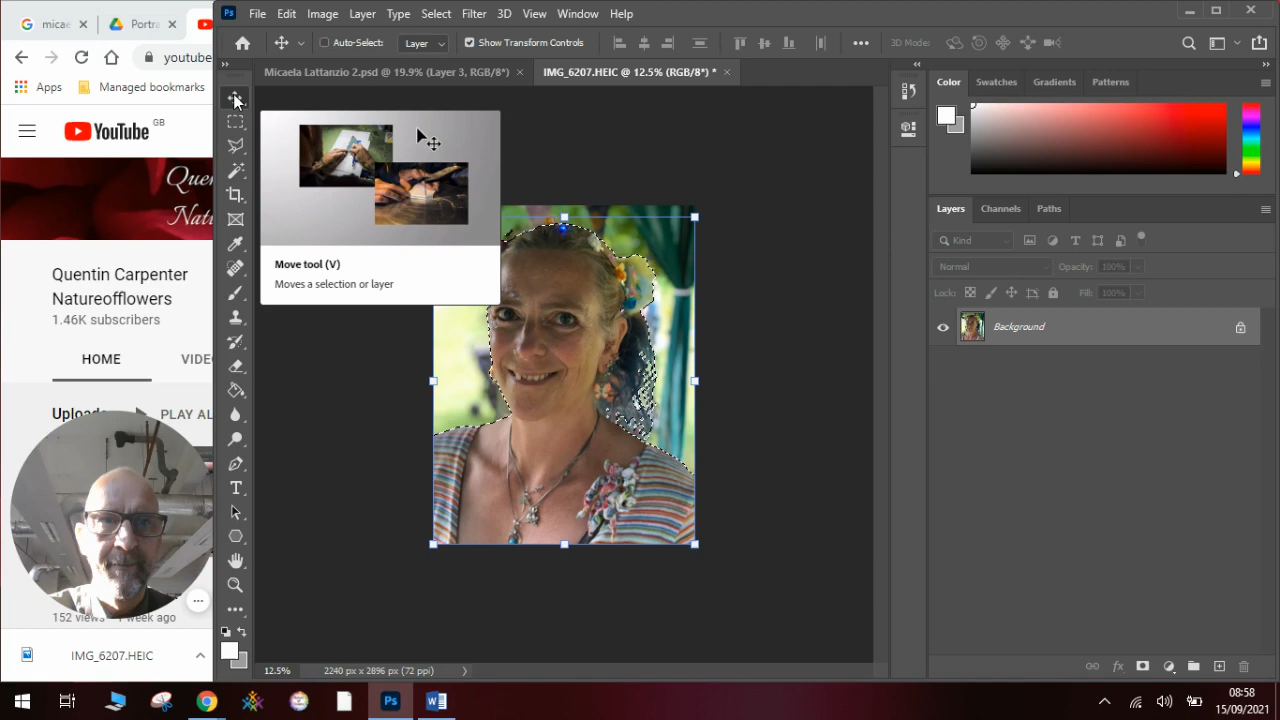 micae
Portra
File Edit Image Layer Type Select Filter 3D View Window Help
Auto-Select: Layer Show Transform Controls 3D Mode:
youtube
Micaela Lattanzio 2.psd @ 19.9% (Layer 3, RGB/8*) IMG_6207.HEIC @ 12.5% (RGB/8*) *
Apps Managed bookmarks
YouTube GB
Quen
Natu
Quentin Carpenter
Natureofflowers
1.46K subscribers
HOME VIDE
Uploads PLAY AL
152 views 1 week ago
IMG_6207.HEIC
Move tool (V)
Moves a selection or layer
Color Swatches Gradients Patterns
Layers Channels Paths
Kind
Normal Opacity: 100%
Lock: Fill: 100%
Background
12.5% 2240 px x 2896 px (72 ppi)
08:58
15/09/2021